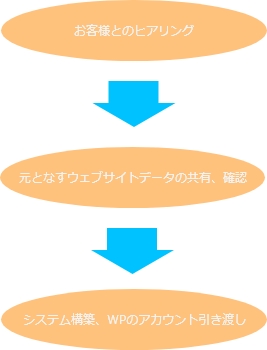 お客様とのヒアリング
元となすウェブサイトデータの共有、確認
システム構築、WPのアカウント引き渡し